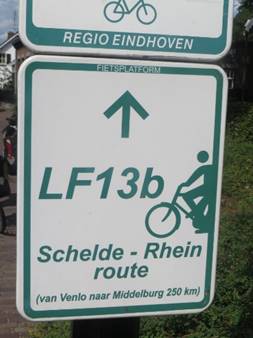 REGIO EINDHOVEN
FIETSPLATFORM
LF13b
Schelde - Rhein
route
(van Venlo naar Middelburg 250 km)